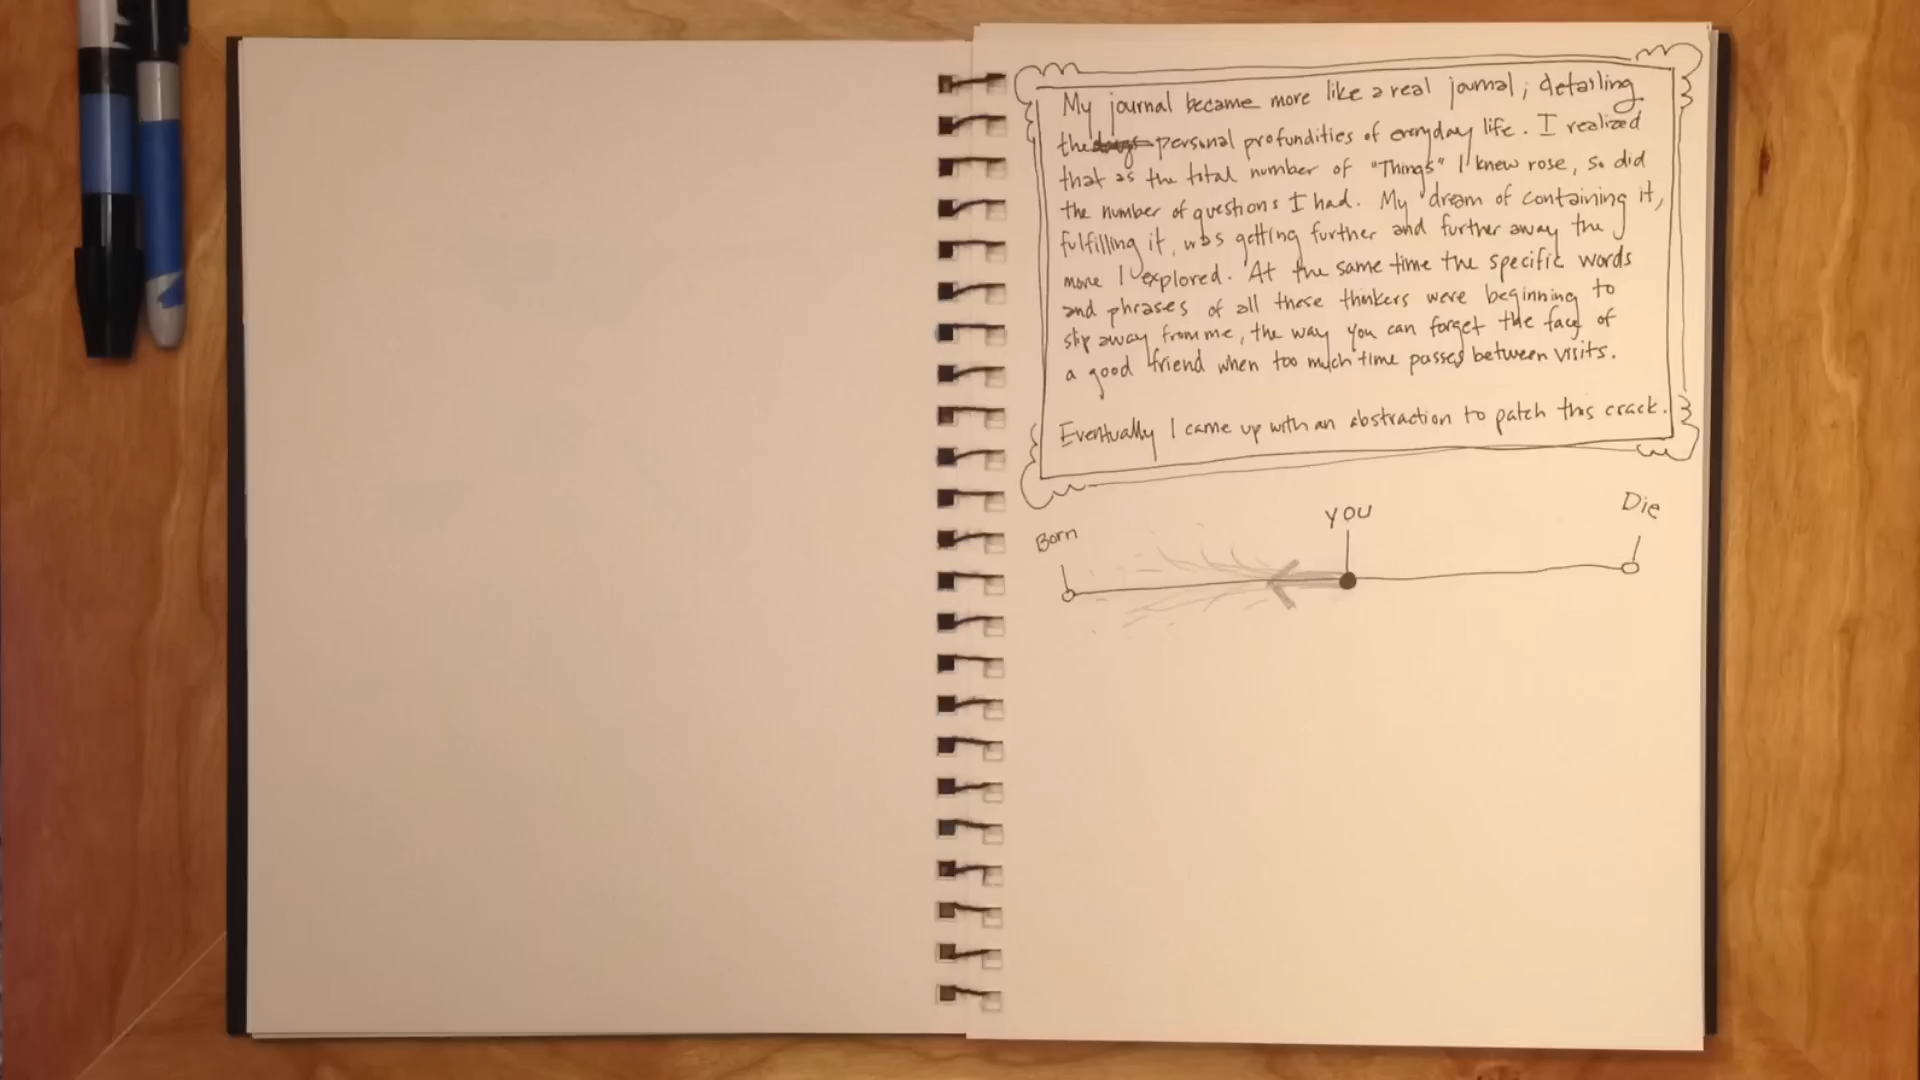 My journal became more like a real journal; detailing
the personal profundities of everyday life. I realized
that as the total number of "Things" I knew rose, so did
the number of questions I had. My dream of containing it,
fulfilling it, was getting further and further away the
more I explored. At the same time the specific words
and phrases of all these thinkers were beginning to
slip away from me, the way you can forget the face of
a good friend when too much time passes between visits.
Eventually I came up with an abstraction to patch this crack.
Born
YOU
Die